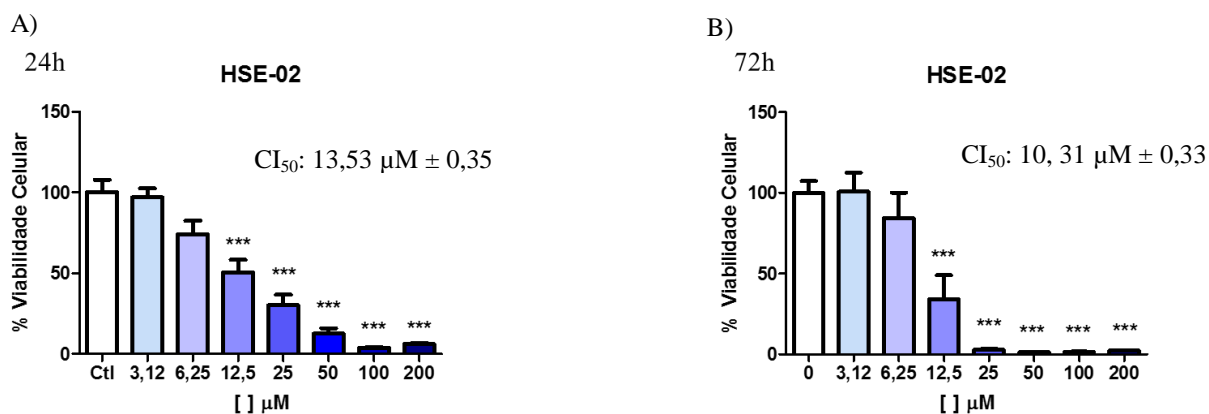 A)
24h
HSE-02
CI₅₀: 13,53 µM ± 0,35
150
100
50
0
% Viabilidade Celular
***
***
***
***
***
Ctl 3,12 6,25 12,5 25 50 100 200
[ ] µM
B)
72h
HSE-02
CI₅₀: 10, 31 µM ± 0,33
150
100
50
0
% Viabilidade Celular
***
***
***
***
***
0 3,12 6,25 12,5 25 50 100 200
[ ] µM